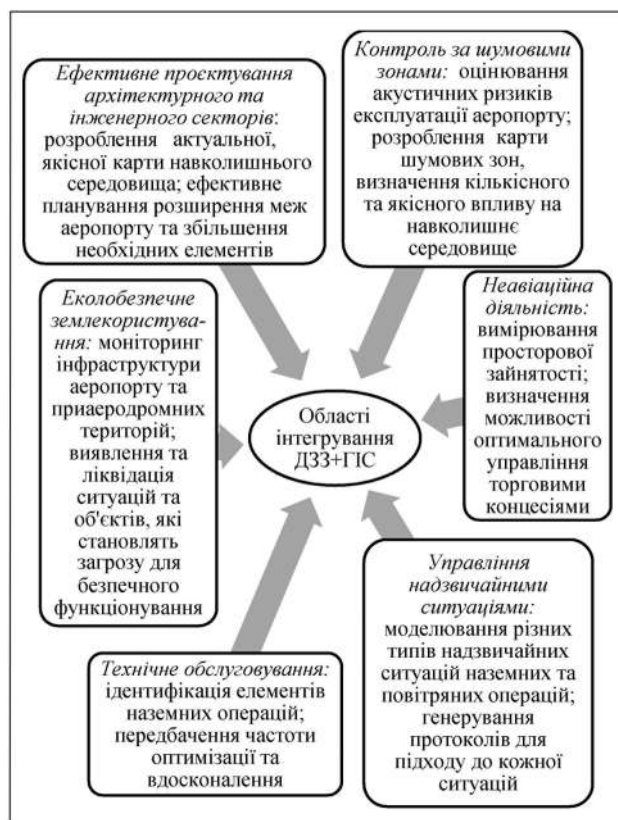 Ефективне проєктування
архітектурного та
інженерного секторів:
розроблення актуальної,
якісної карти навколишнього
середовища; ефективне
планування розширення меж
аеропорту та збільшення
необхідних елементів
Контроль за шумовими
зонами: оцінювання
акустичних ризиків
експлуатації аеропорту;
розроблення карти
шумових зон,
визначення кількісного
та якісного впливу на
навколишнє
середовище
Еколобезпечне
землекористува-
ння: моніторинг
інфраструктури
аеропорту та
приаеродромних
територій;
виявлення та
ліквідація
ситуацій та
об'єктів, які
становлять
загрозу для
безпечного
функціонування
Області
інтегрування
ДЗЗ+ГІС
Неавіаційна
діяльність:
вимірювання
просторової
зайнятості;
визначення
можливості
оптимального
управління
торговими
концесіями
Технічне обслуговування:
ідентифікація елементів
наземних операцій;
передбачення частоти
оптимізації та
вдосконалення
Управління
надзвичайними
ситуаціями:
моделювання різних
типів надзвичайних
ситуацій наземних та
повітряних операцій;
генерування
протоколів для
підходу до кожної
ситуацій